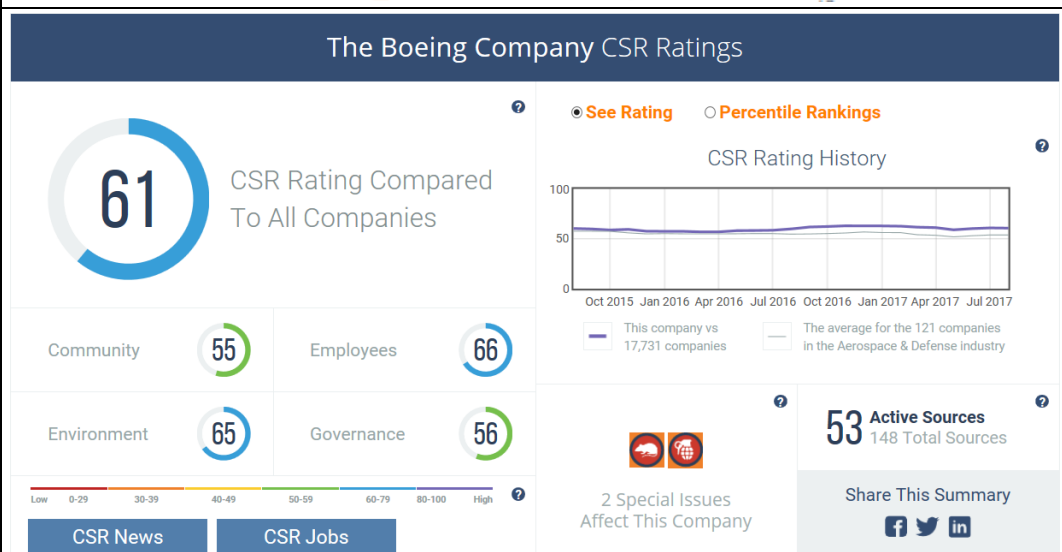 The Boeing Company CSR Ratings
61
CSR Rating Compared
To All Companies
Community
55
Employees
66
Environment
65
Governance
56
Low 0-29 30-39 40-49 50-59 60-79 80-100 High
CSR News
CSR Jobs
See Rating
Percentile Rankings
CSR Rating History
100
50
0
Oct 2015 Jan 2016 Apr 2016 Jul 2016 Oct 2016 Jan 2017 Apr 2017 Jul 2017
This company vs
17,731 companies
The average for the 121 companies
in the Aerospace & Defense industry
2 Special Issues
Affect This Company
53 Active Sources
148 Total Sources
Share This Summary